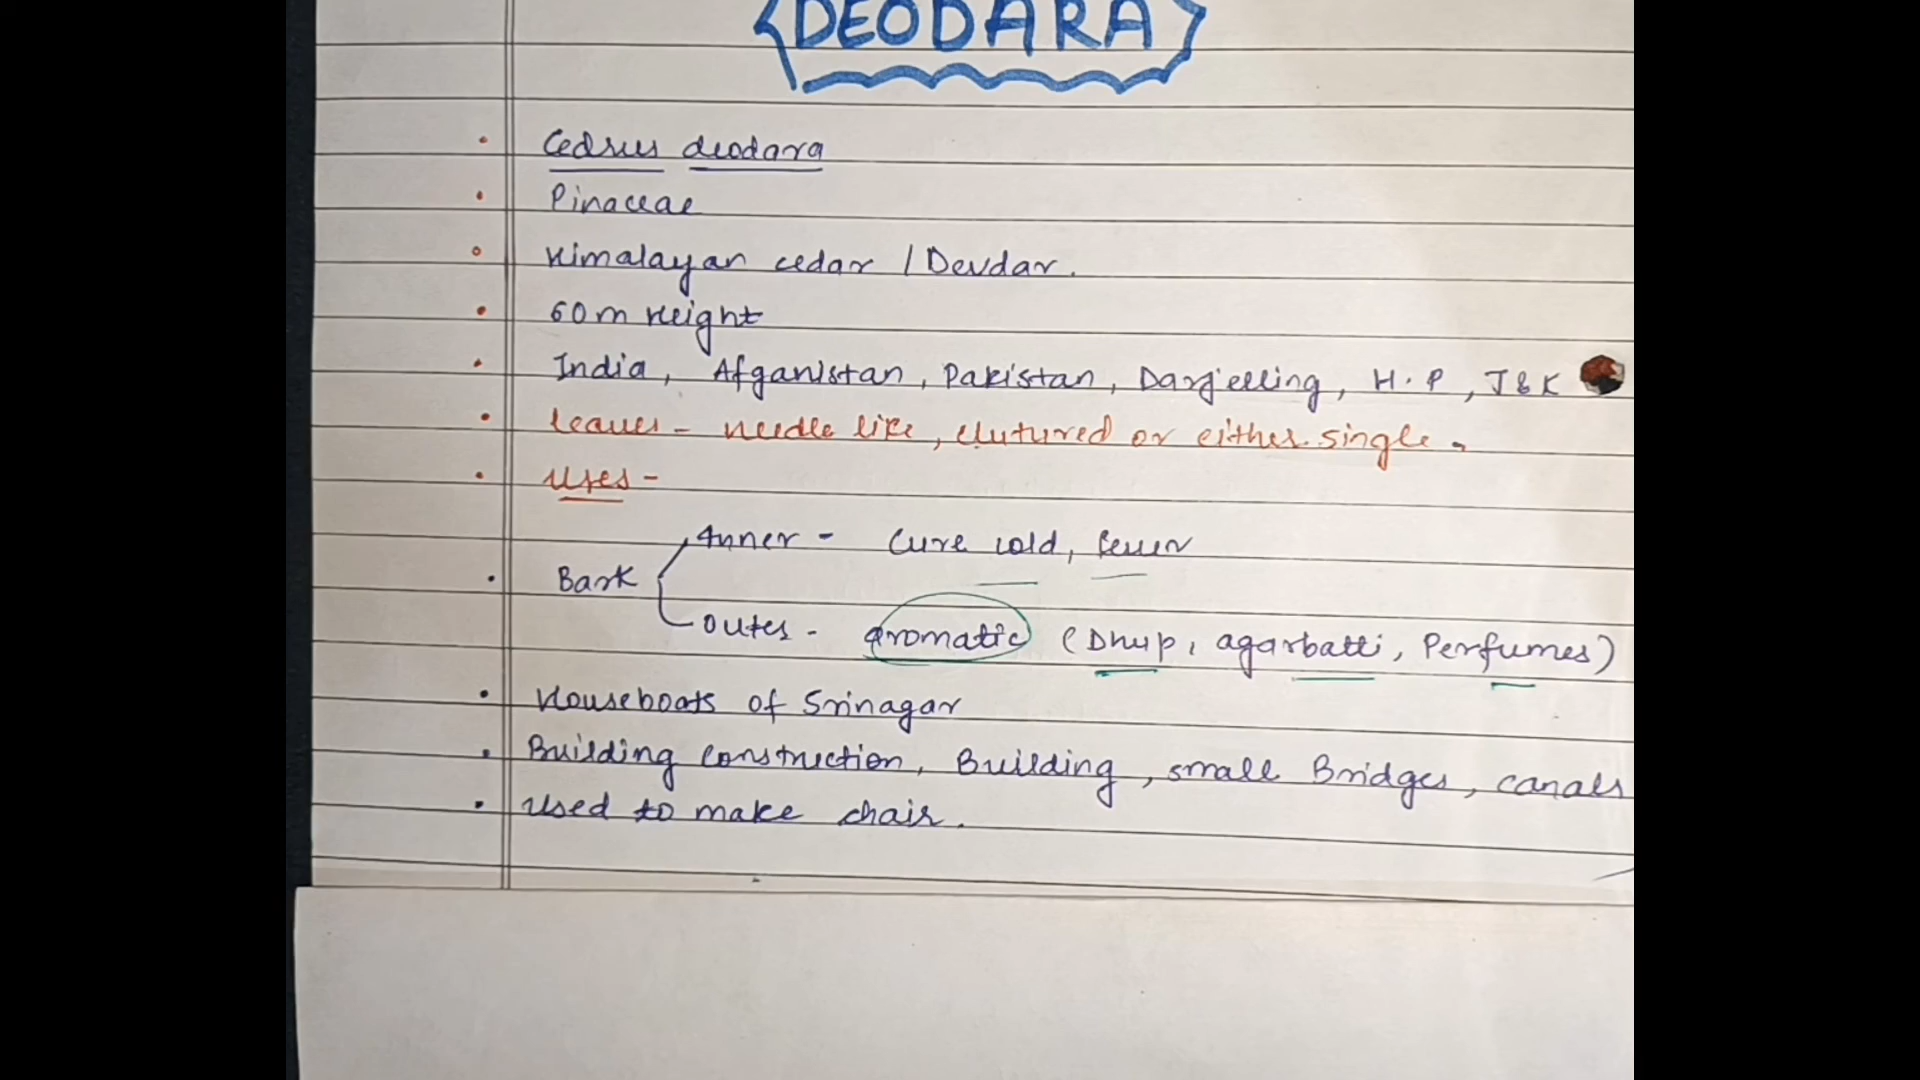 DEODARA
Cedrus deodara
Pinaceae
Himalayan cedar / Devdar.
60m height
India, Afganistan, Pakistan, Darjelling, H.P, J&K
leaves - needle like, clutured or either single.
Uses -
Inner - Cure cold, fever
Bark
Outer - aromatic (Dhup, agarbatti, Perfumes)
Houseboats of Srinagar
Building construction, Building, small Bridges, canals
Used to make chair.